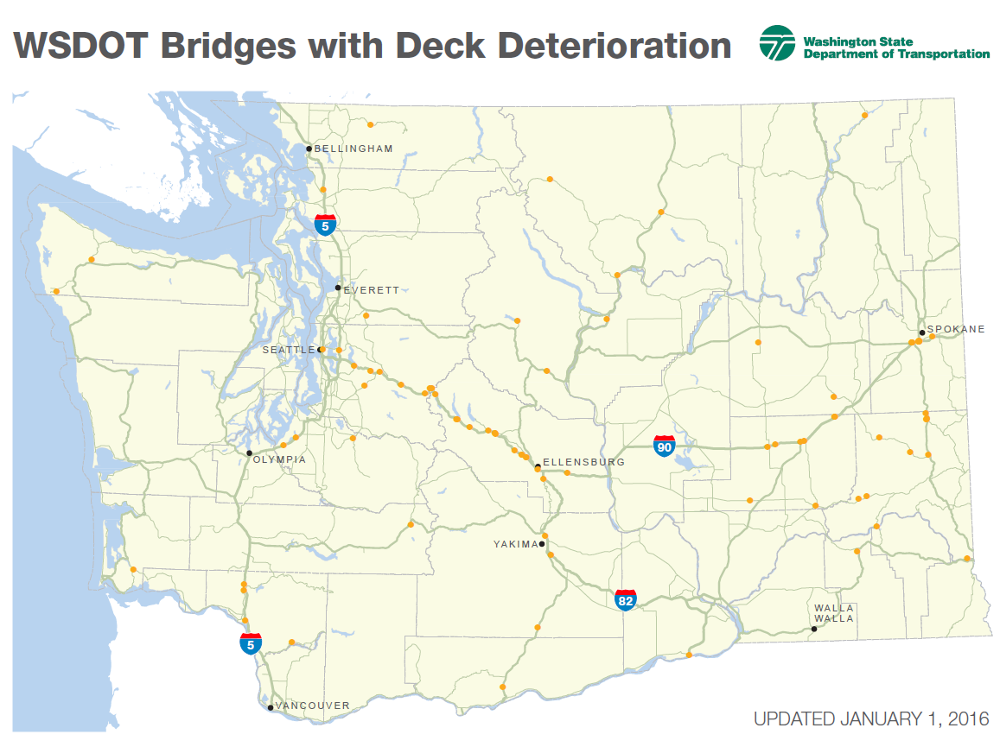 WSDOT Bridges with Deck Deterioration
Washington State
Department of Transportation
BELLINGHAM
5
EVERETT
SPOKANE
SEATTLE
90
OLYMPIA
ELLENSBURG
YAKIMA
82
WALLA
WALLA
5
VANCOUVER
UPDATED JANUARY 1, 2016